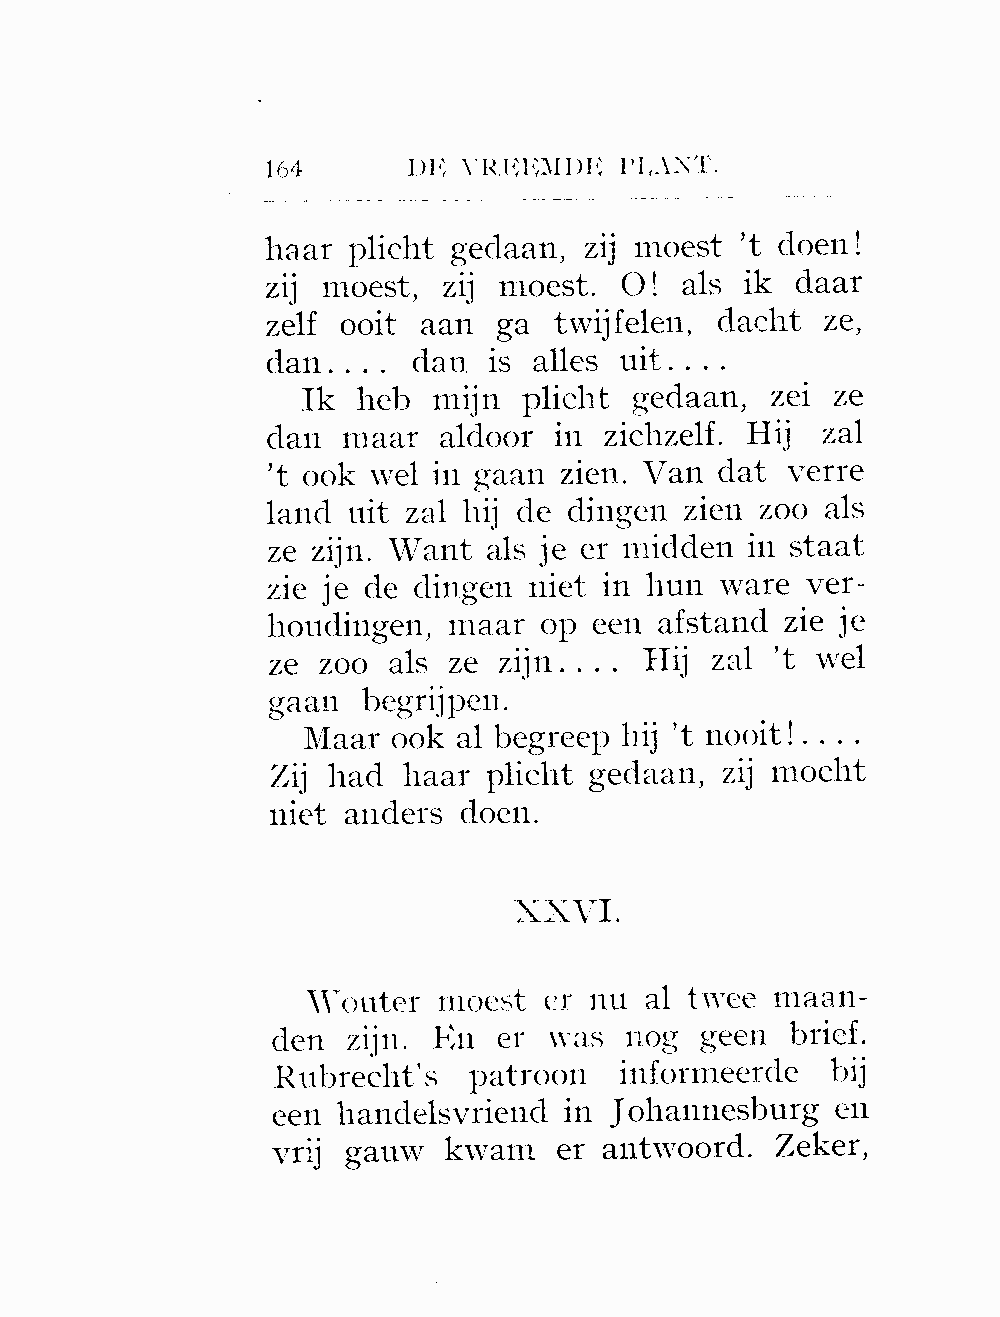 164 DE VREEMDE PLANT.
haar plicht gedaan, zij moest 't doen!
zij moest, zij moest. O! als ik daar
zelf ooit aan ga twijfelen, dacht ze,
dan.... dan is alles uit....
Ik heb mijn plicht gedaan, zei ze
dan maar aldoor in zichzelf. Hij zal
't ook wel in gaan zien. Van dat verre
land uit zal hij de dingen zien zoo als
ze zijn. Want als je er midden in staat
zie je de dingen niet in hun ware ver-
houdingen, maar op een afstand zie je
ze zoo als ze zijn.... Hij zal 't wel
gaan begrijpen.
Maar ook al begreep hij 't nooit!....
Zij had haar plicht gedaan, zij mocht
niet anders doen.
XXVI.
Wouter moest er nu al twee maan-
den zijn. En er was nog geen brief.
Rubrecht's patroon informeerde bij
een handelsvriend in Johannesburg en
vrij gauw kwam er antwoord. Zeker,